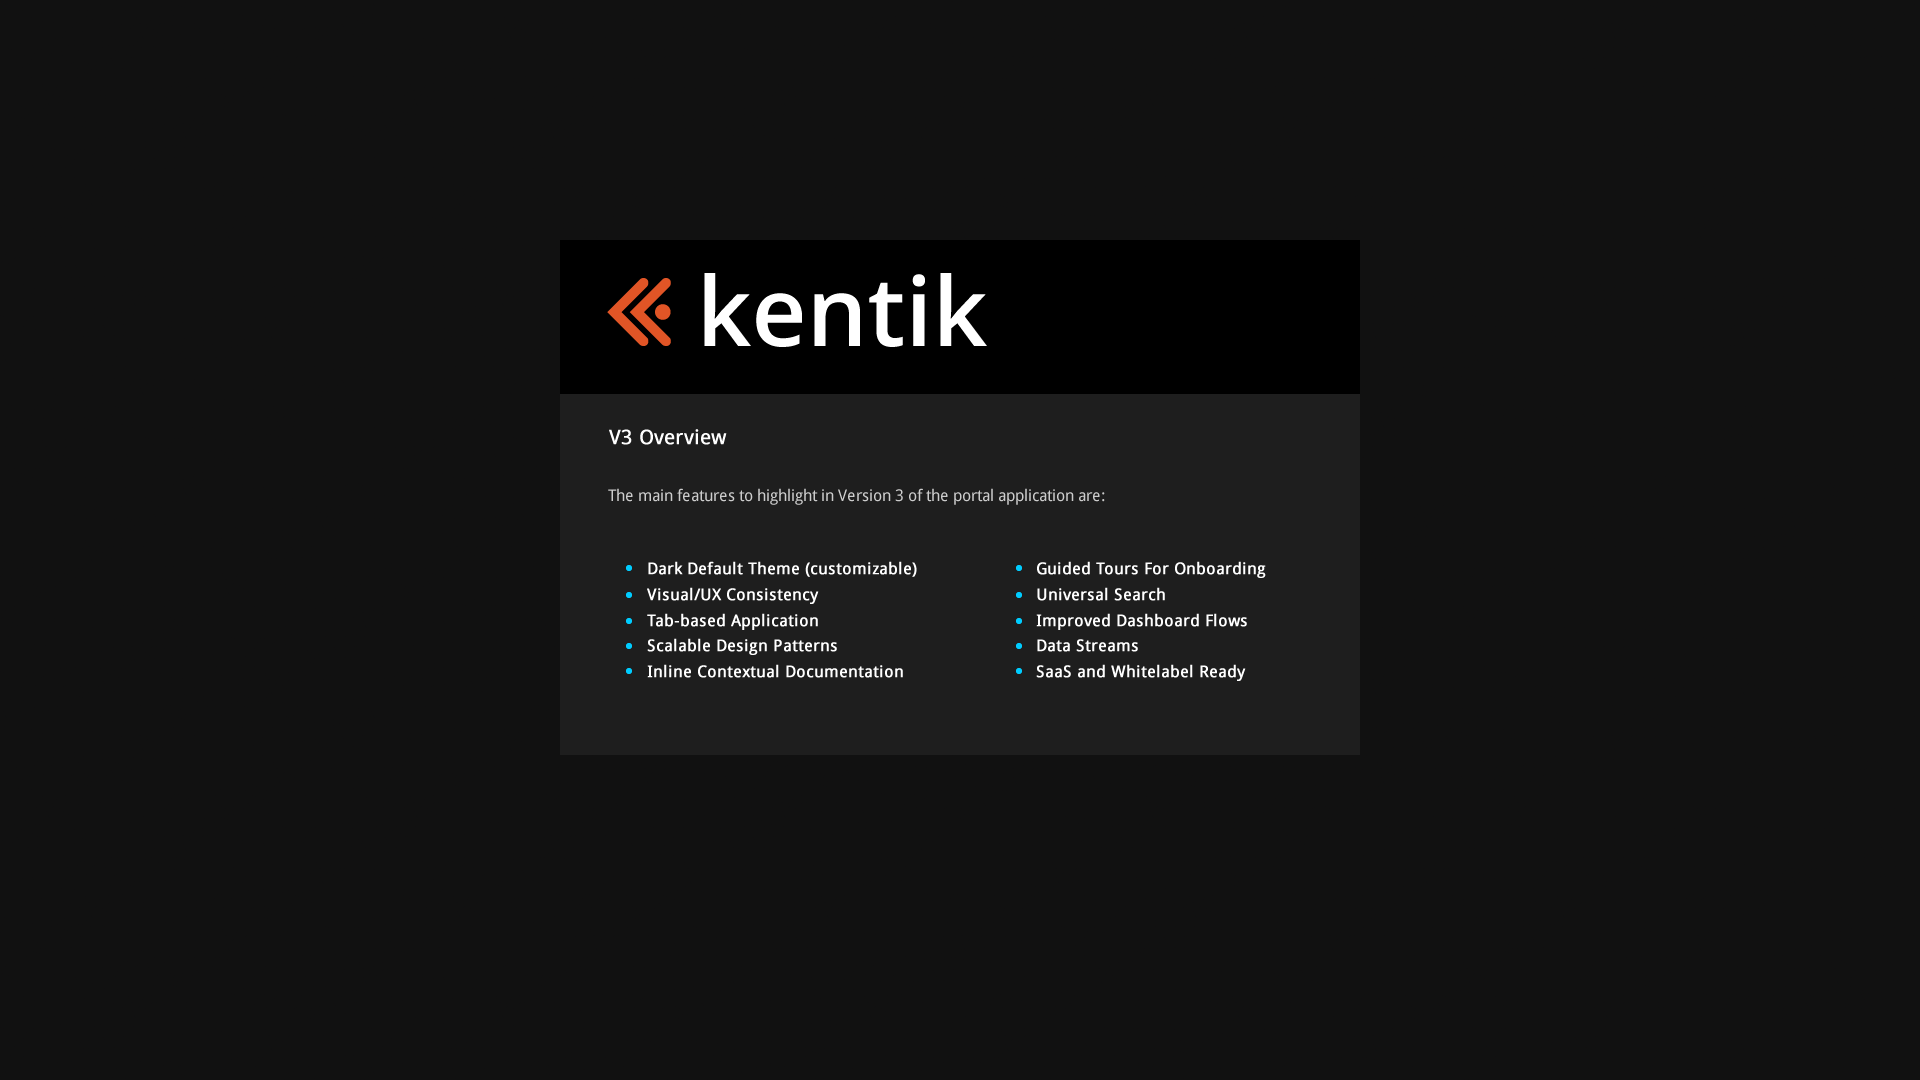 kentik
V3 Overview
The main features to highlight in Version 3 of the portal application are:
Dark Default Theme (customizable)
Visual/UX Consistency
Tab-based Application
Scalable Design Patterns
Inline Contextual Documentation
Guided Tours For Onboarding
Universal Search
Improved Dashboard Flows
Data Streams
SaaS and Whitelabel Ready